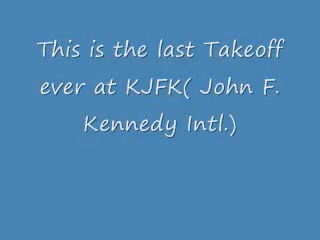 This is the last Takeoff
ever at KJFK( John F.
Kennedy Intl.)